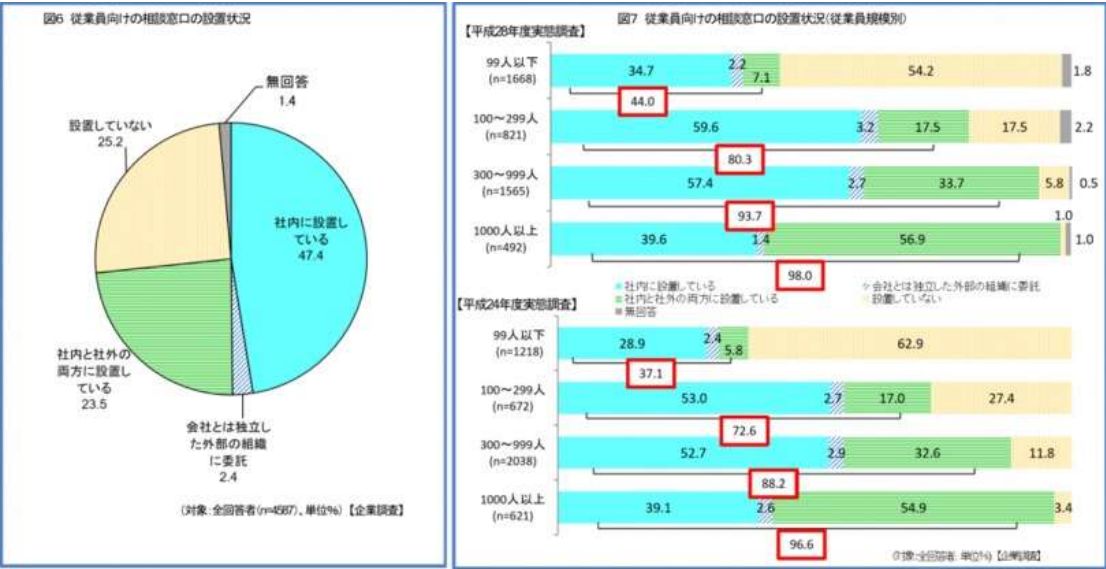 図6 従業員向けの相談窓口の設置状況
無回答
1.4
設置していない
25.2
社内に設置し
ている
47.4
社内と社外の
両方に設置し
ている
23.5
会社とは独立し
た外部の組織
に委託
2.4
(対象:全回答者(n=4587)、単位%)【企業調査】
図7 従業員向けの相談窓口の設置状況(従業員規模別)
【平成28年度実態調査】
99人以下
(n=1668)
34.7
2.2
7.1
54.2
1.8
44.0
100～299人
(n=821)
59.6
3.2
17.5
17.5
2.2
80.3
300～999人
(n=1565)
57.4
2.7
33.7
5.8
0.5
93.7
1000人以上
(n=492)
39.6
1.4
56.9
1.0
1.0
98.0
社内に設置している
会社とは独立した外部の組織に委託
社内と社外の両方に設置している
設置していない
無回答
【平成24年度実態調査】
99人以下
(n=1218)
28.9
2.4
5.8
62.9
37.1
100～299人
(n=672)
53.0
2.7
17.0
27.4
72.6
300～999人
(n=2038)
52.7
2.9
32.6
11.8
88.2
1000人以上
(n=621)
39.1
2.6
54.9
3.4
96.6
(対象:全回答者、単位%)【企業調査】